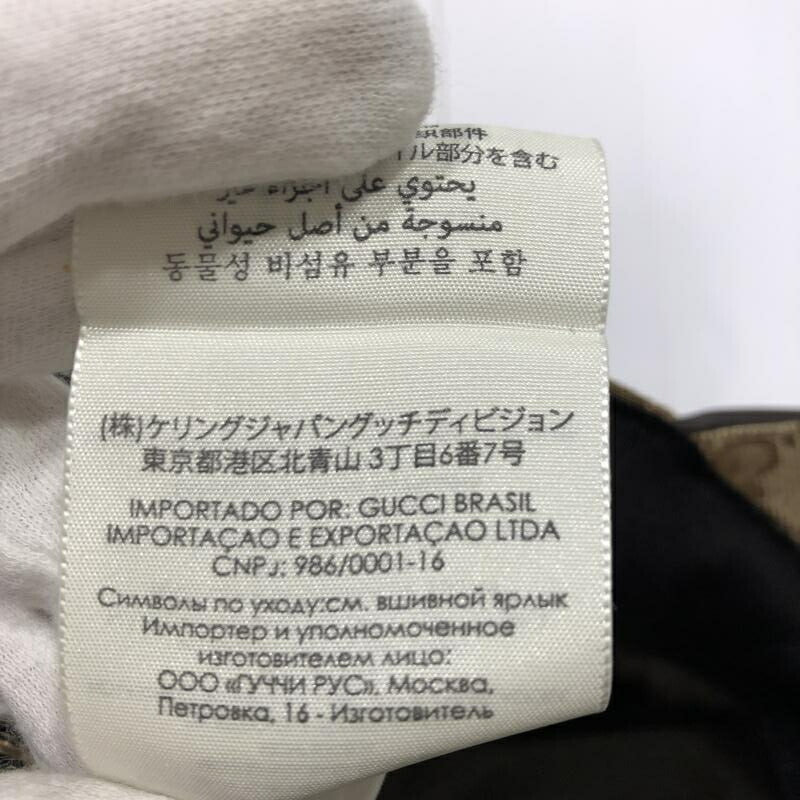 部件
イル部分を含む
يحتوي على أجزاء غير
منسوجة من أصل حيواني
동물성 비섬유 부분을 포함
(株)ケリングジャパングッチディビジョン
東京都港区北青山 3丁目6番7号
IMPORTADO POR: GUCCI BRASIL
IMPORTAÇAO E EXPORTAÇAO LTDA
CNPJ: 986/0001-16
Символы по уходу:см. вшивной ярлык
Импортер и уполномоченное
изготовителем лицо:
ООО «ГУЧЧИ РУС», Москва,
Петровка, 16 - Изготовитель